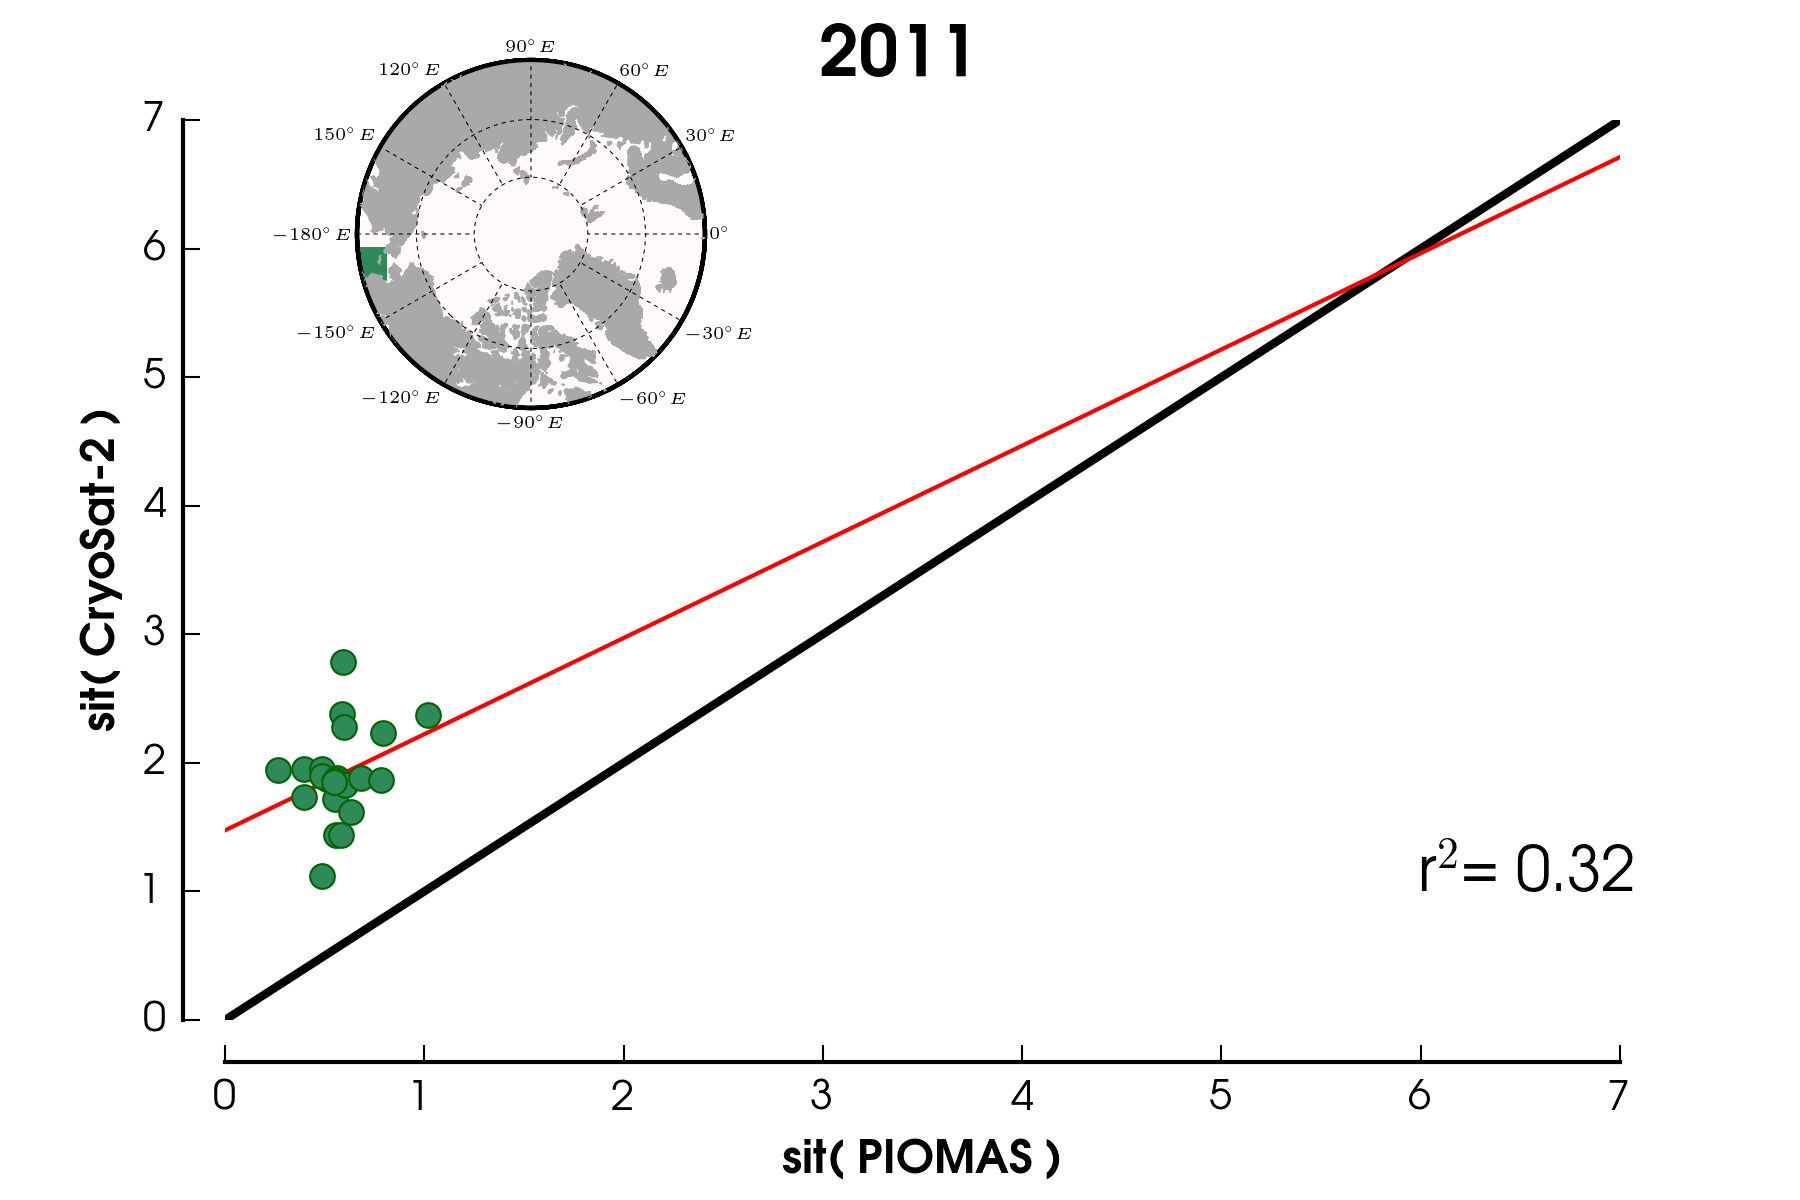 2011
90° E
120° E
60° E
150° E
30° E
−180° E
0°
−150° E
−30° E
−120° E
−60° E
−90° E
7
6
5
4
3
2
1
0
sit( CryoSat-2 )
r²= 0.32
0 1 2 3 4 5 6 7
sit( PIOMAS )